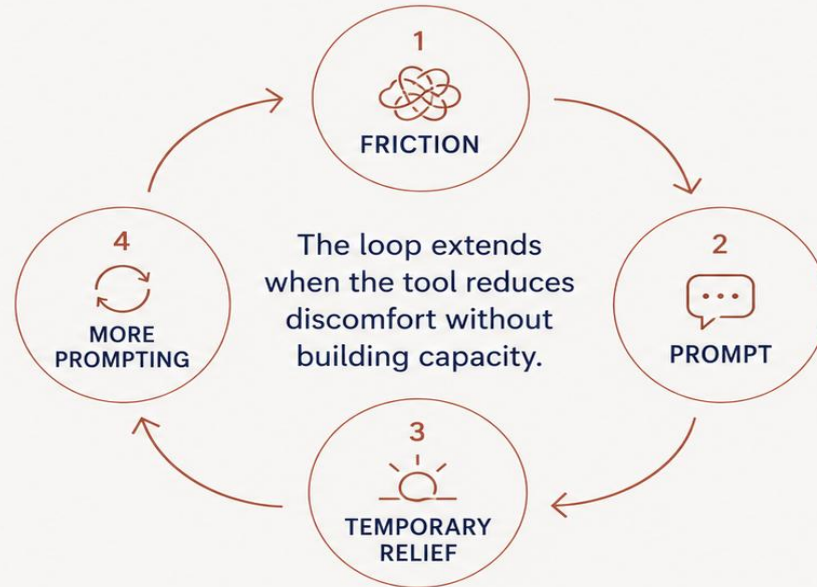 1
FRICTION
2
PROMPT
3
TEMPORARY
RELIEF
4
MORE
PROMPTING
The loop extends
when the tool reduces
discomfort without
building capacity.